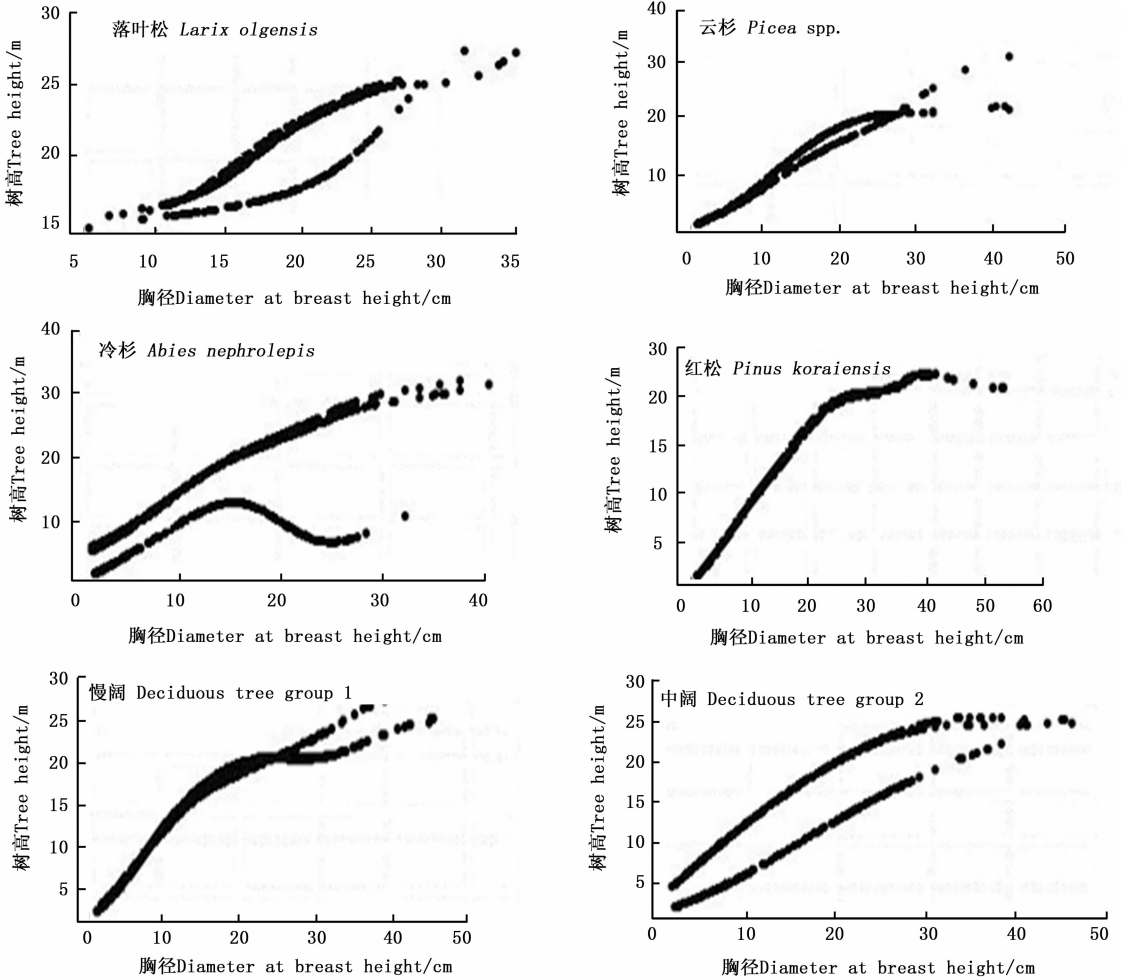 落叶松 Larix olgensis
树高Tree height/m
30
25
20
15
5 10 15 20 25 30 35
胸径Diameter at breast height/cm
云杉 Picea spp.
树高Tree height/m
40
30
20
10
0 10 20 30 40 50
胸径Diameter at breast height/cm
冷杉 Abies nephrolepis
树高Tree height/m
40
30
20
10
0 10 20 30 40
胸径Diameter at breast height/cm
红松 Pinus koraiensis
树高Tree height/m
30
20
15
10
5
0 10 20 30 40 50 60
胸径Diameter at breast height/cm
慢阔 Deciduous tree group 1
树高Tree height/m
30
25
20
15
10
5
0 10 20 30 40 50
胸径Diameter at breast height/cm
中阔 Deciduous tree group 2
树高Tree height/m
30
25
20
15
10
5
0 10 20 30 40 50
胸径Diameter at breast height/cm